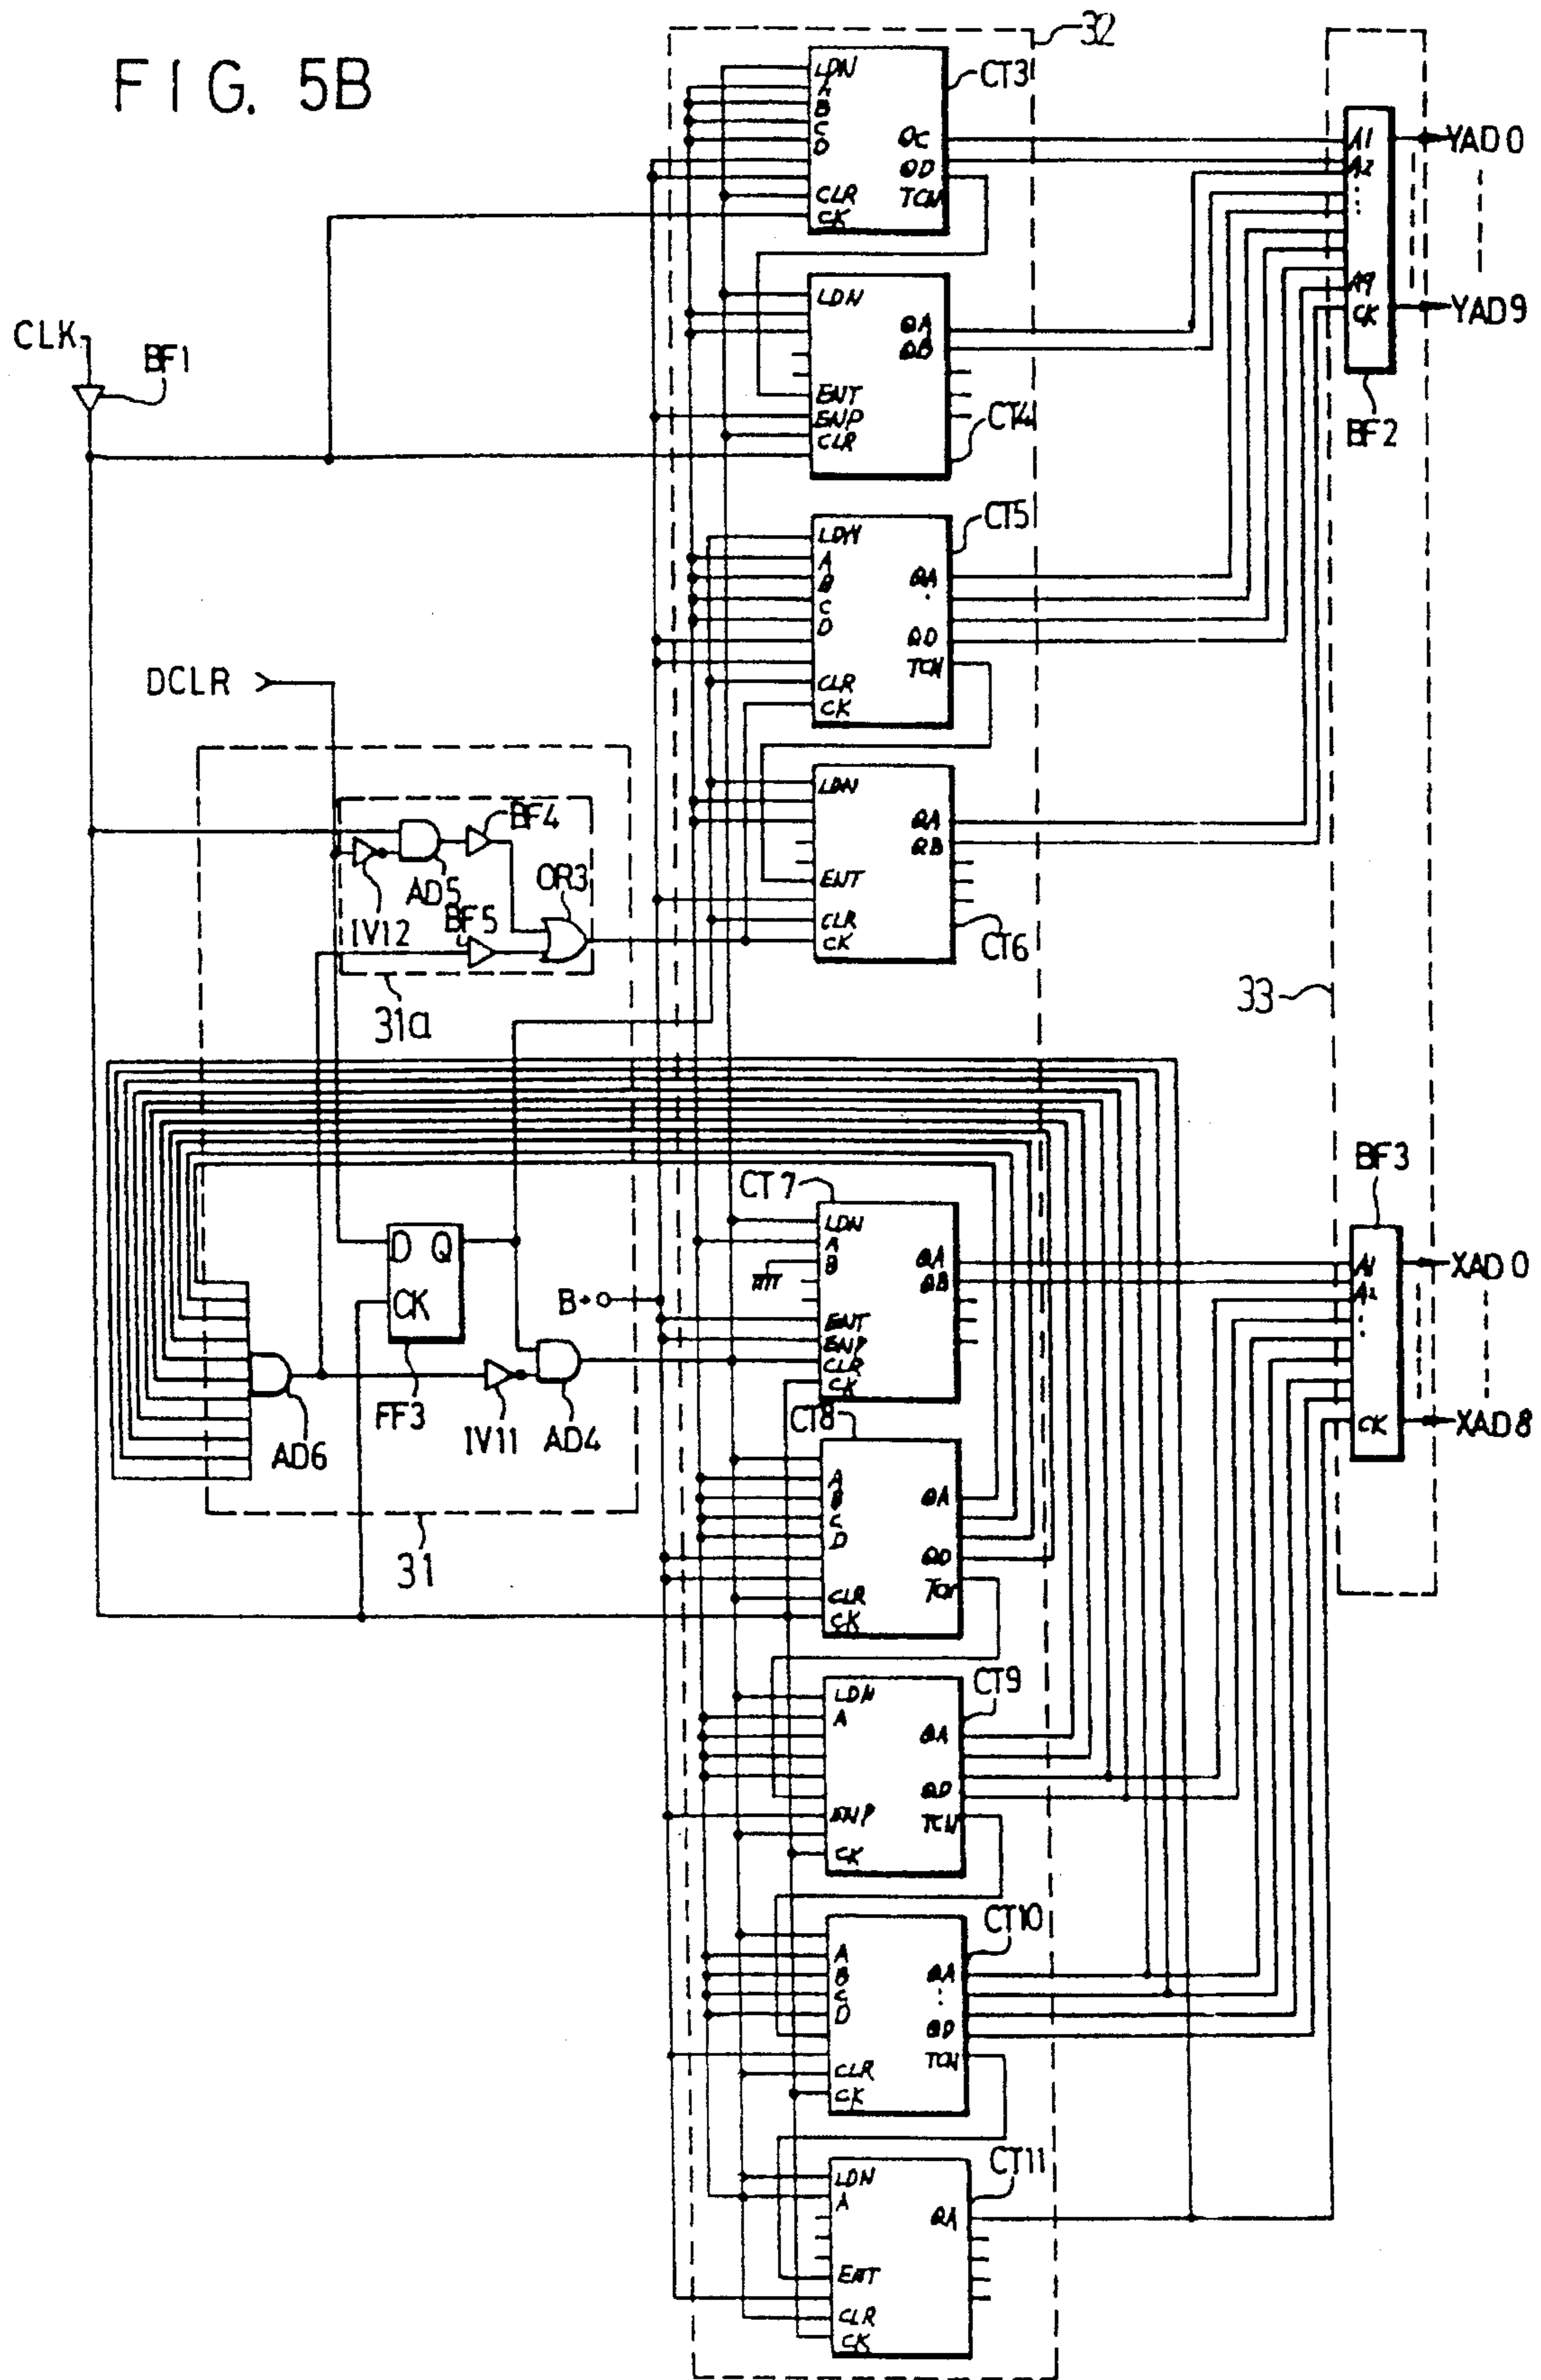 FIG. 5B
32
CT3
LDN
A
B
C
D
QC
QD
TCN
CLR
CK
A1
A2
A9
CK
YAD0
YAD9
BF2
CLK
BF1
LDN
QA
QB
ENT
ENP
CLR
CT4
CT5
LDN
A
B
C
D
QA
QD
TCN
CLR
CK
DCLR
BF4
AD5
OR3
IV12
BF5
31a
LDN
QA
QB
ENT
CLR
CK
CT6
33
CT7
LDN
A
B
QA
QB
ENT
ENP
CLR
CK
BF3
A1
A2
CK
XAD0
XAD8
D Q
CK
B+
FF3
IV11
AD4
AD6
31
CT8
A
B
C
D
QA
QD
TCN
CLR
CK
CT9
LDN
A
QA
QD
TCN
ENP
CK
CT10
A
B
C
D
QA
QD
TCN
CLR
CK
CT11
LDN
A
QA
ENT
CLR
CK